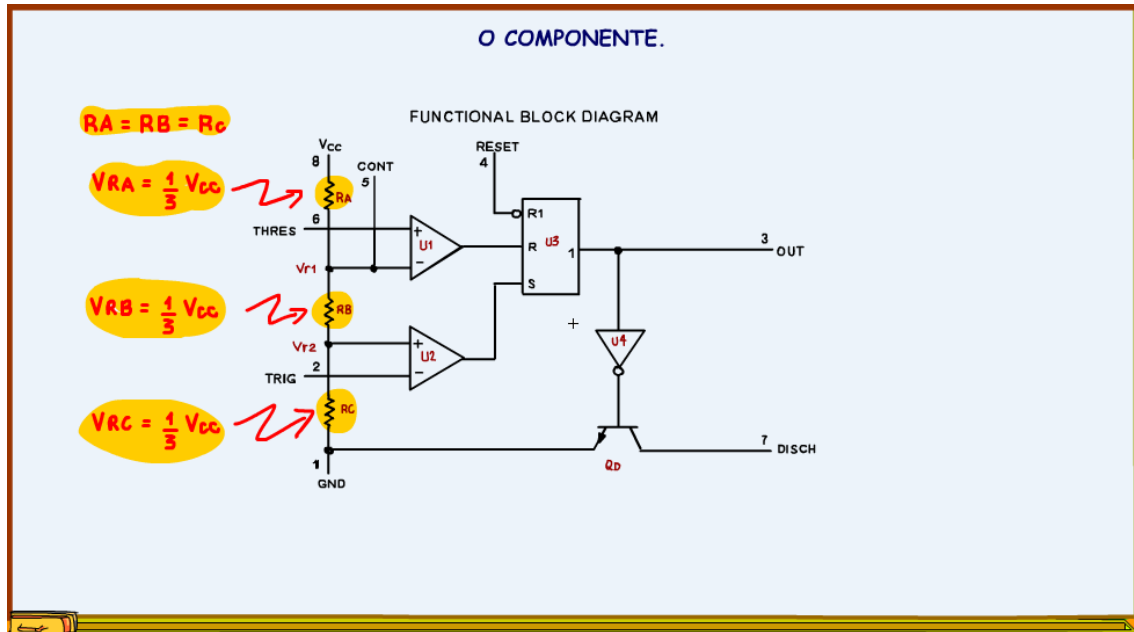 O COMPONENTE.
FUNCTIONAL BLOCK DIAGRAM
RA = RB = RC
VRA = 1/3 VCC
VRB = 1/3 VCC
VRC = 1/3 VCC
VCC
8
CONT
5
RESET
4
RA
6
THRES
+
U1
-
R1
R
U3
1
S
3
OUT
Vr1
RB
Vr2
+
U2
-
2
TRIG
U4
RC
1
GND
QD
7
DISCH